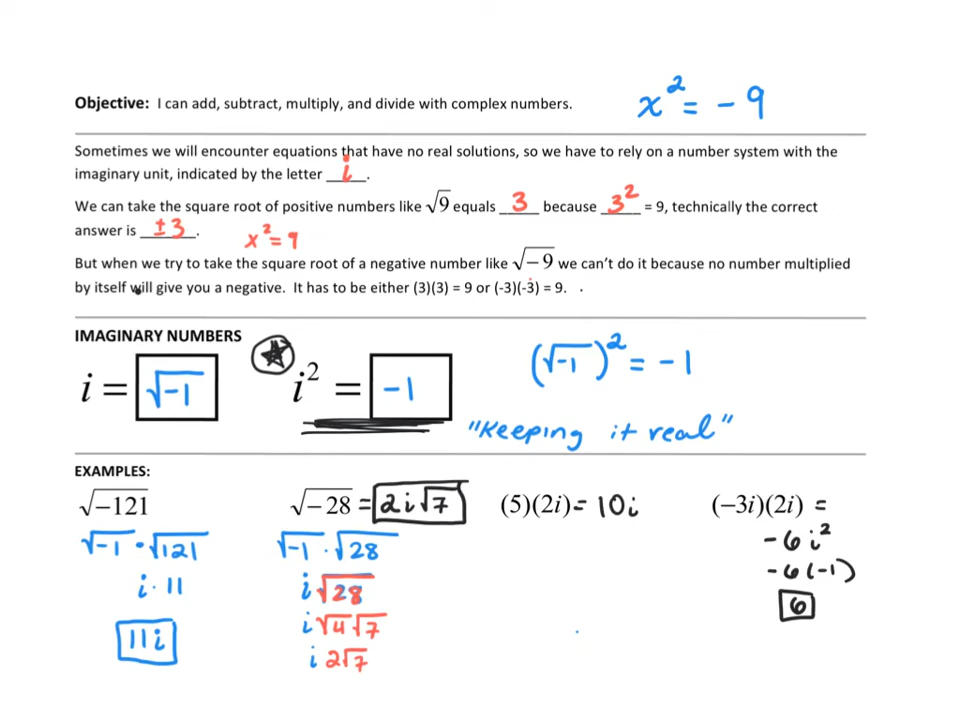 Objective: I can add, subtract, multiply, and divide with complex numbers. x² = -9
Sometimes we will encounter equations that have no real solutions, so we have to rely on a number system with the
imaginary unit, indicated by the letter __i__.
We can take the square root of positive numbers like √9 equals __3__ because __3²__ = 9, technically the correct
answer is __±3__. x² = 9
But when we try to take the square root of a negative number like √−9 we can't do it because no number multiplied
by itself will give you a negative. It has to be either (3)(3) = 9 or (-3)(-3) = 9. .
IMAGINARY NUMBERS
i = √-1 i² = -1 (√-1)² = -1
"Keeping it real"
EXAMPLES:
√−121 √−28 = 2i√7 (5)(2i) = 10i (−3i)(2i) =
√-1 · √121 √-1 · √28 -6i²
i · 11 i√28 -6(-1)
11i i√4√7 6
i 2√7